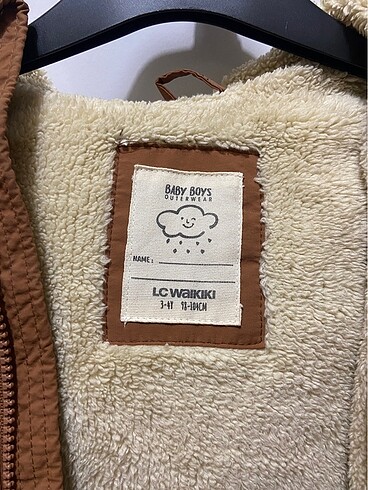 BABY BOYS
OUTERWEAR
NAME:
LC WAIKIKI
3-4Y 98-104CM